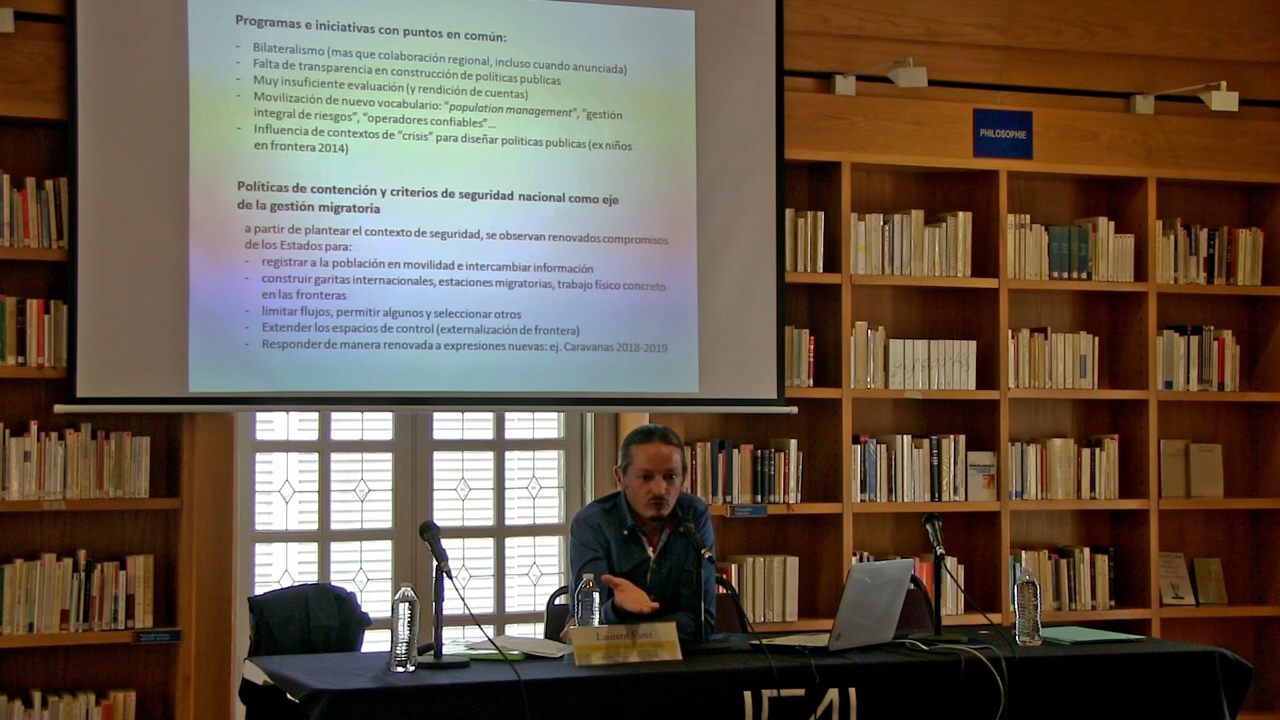 Programas e iniciativas con puntos en común:
- Bilateralismo (mas que colaboración regional, incluso cuando anunciada)
- Falta de transparencia en construcción de políticas publicas
- Muy insuficiente evaluación (y rendición de cuentas)
- Movilización de nuevo vocabulario: "population management", "gestión
integral de riesgos", "operadores confiables"...
- Influencia de contextos de "crisis" para diseñar politicas publicas (ex niños
en frontera 2014)
Políticas de contención y criterios de seguridad nacional como eje
de la gestión migratoria
a partir de plantear el contexto de seguridad, se observan renovados compromisos
de los Estados para:
- registrar a la población en movilidad e intercambiar información
- construir garitas internacionales, estaciones migratorias, trabajo físico concreto
en las fronteras
- limitar flujos, permitir algunos y seleccionar otros
- Extender los espacios de control (externalización de frontera)
- Responder de manera renovada a expresiones nuevas: ej. Caravanas 2018-2019
PHILOSOPHIE
Laurent Faret